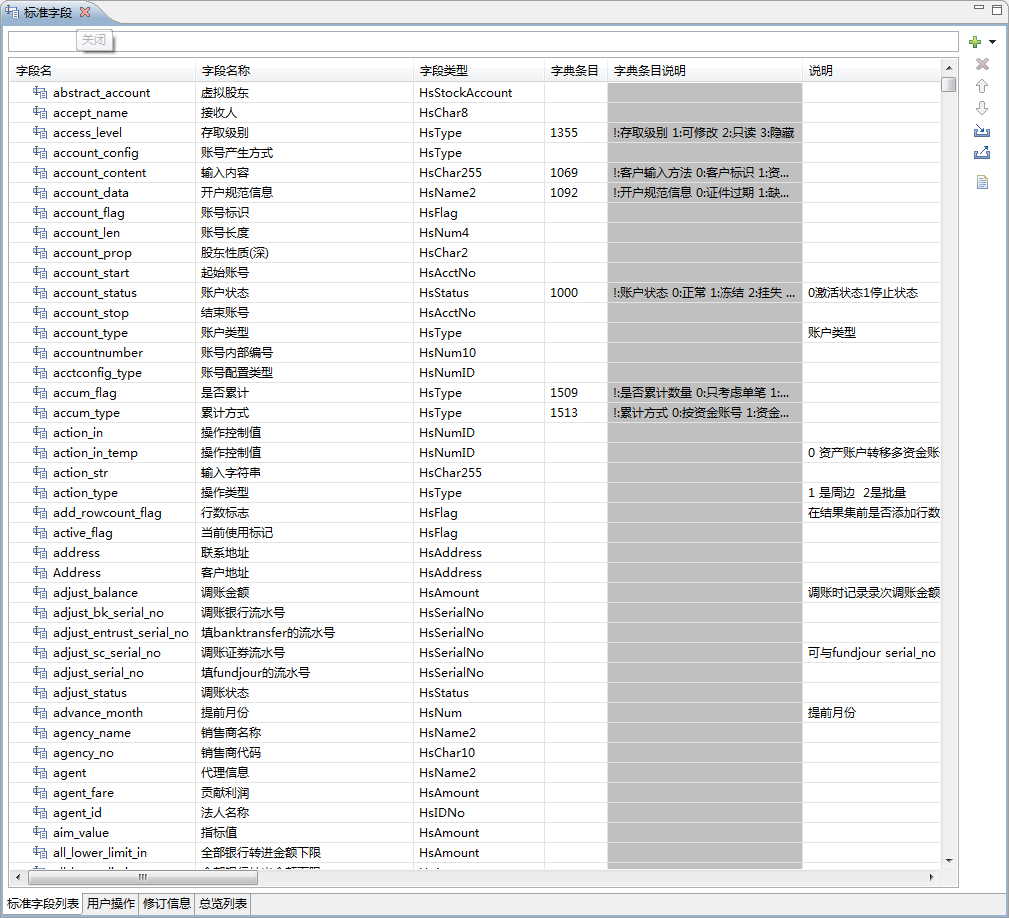 标准字段
关闭
字段名 字段名称 字段类型 字典条目 字典条目说明 说明
abstract_account 虚拟股东 HsStockAccount
accept_name 接收人 HsChar8
access_level 存取级别 HsType 1355 !:存取级别 1:可修改 2:只读 3:隐藏
account_config 账号产生方式 HsType
account_content 输入内容 HsChar255 1069 !:客户输入方法 0:客户标识 1:资...
account_data 开户规范信息 HsName2 1092 !:开户规范信息 0:证件过期 1:缺...
account_flag 账号标识 HsFlag
account_len 账号长度 HsNum4
account_prop 股东性质(深) HsChar2
account_start 起始账号 HsAcctNo
account_status 账户状态 HsStatus 1000 !:账户状态 0:正常 1:冻结 2:挂失 ... 0激活状态1停止状态
account_stop 结束账号 HsAcctNo
account_type 账户类型 HsType 账户类型
accountnumber 账号内部编号 HsNum10
acctconfig_type 账号配置类型 HsNumID
accum_flag 是否累计 HsType 1509 !:是否累计数量 0:只考虑单笔 1:...
accum_type 累计方式 HsType 1513 !:累计方式 0:按资金账号 1:资金...
action_in 操作控制值 HsNumID
action_in_temp 操作控制值 HsNumID 0 资产账户转移多资金账
action_str 输入字符串 HsChar255
action_type 操作类型 HsType 1 是周边 2是批量
add_rowcount_flag 行数标志 HsFlag 在结果集前是否添加行数
active_flag 当前使用标记 HsFlag
address 联系地址 HsAddress
Address 客户地址 HsAddress
adjust_balance 调账金额 HsAmount 调账时记录录次调账金额
adjust_bk_serial_no 调账银行流水号 HsSerialNo
adjust_entrust_serial_no 填banktransfer的流水号 HsSerialNo
adjust_sc_serial_no 调账证券流水号 HsSerialNo 可与fundjour serial_no
adjust_serial_no 填fundjour的流水号 HsSerialNo
adjust_status 调账状态 HsStatus
advance_month 提前月份 HsNum 提前月份
agency_name 销售商名称 HsName2
agency_no 销售商代码 HsChar10
agent 代理信息 HsName2
agent_fare 贡献利润 HsAmount
agent_id 法人名称 HsIDNo
aim_value 指标值 HsAmount
all_lower_limit_in 全部银行转进金额下限 HsAmount
标准字段列表 用户操作 修订信息 总览列表